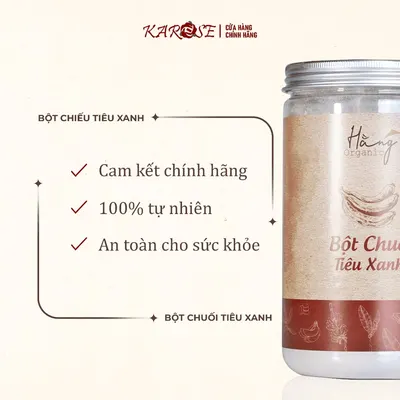 KAROSE
CỬA HÀNG
CHÍNH HÃNG
BỘT CHIẾU TIÊU XANH
Cam kết chính hãng
100% tự nhiên
An toàn cho sức khỏe
BỘT CHUỐI TIÊU XANH
Hằng
Organic
Bột Chuố
Tiêu Xanh